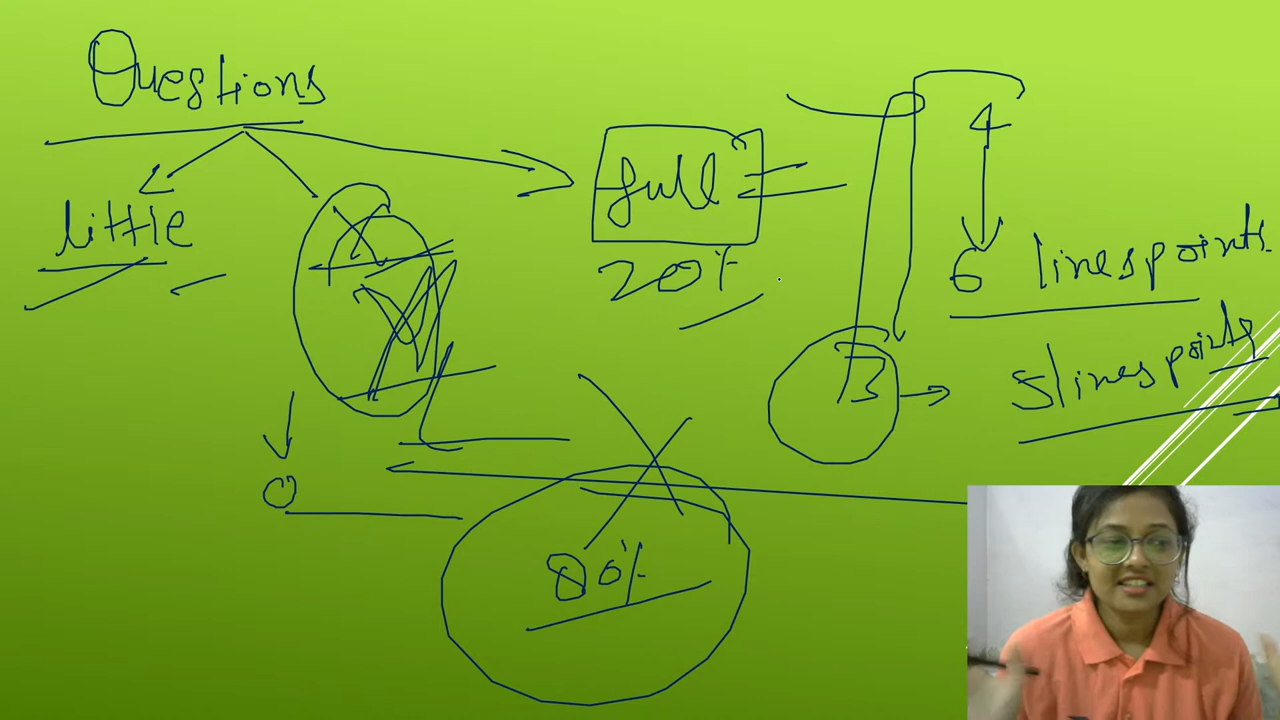 Questions
little
full
20%
4
6 linespoints
3
5linespoints
0
80%